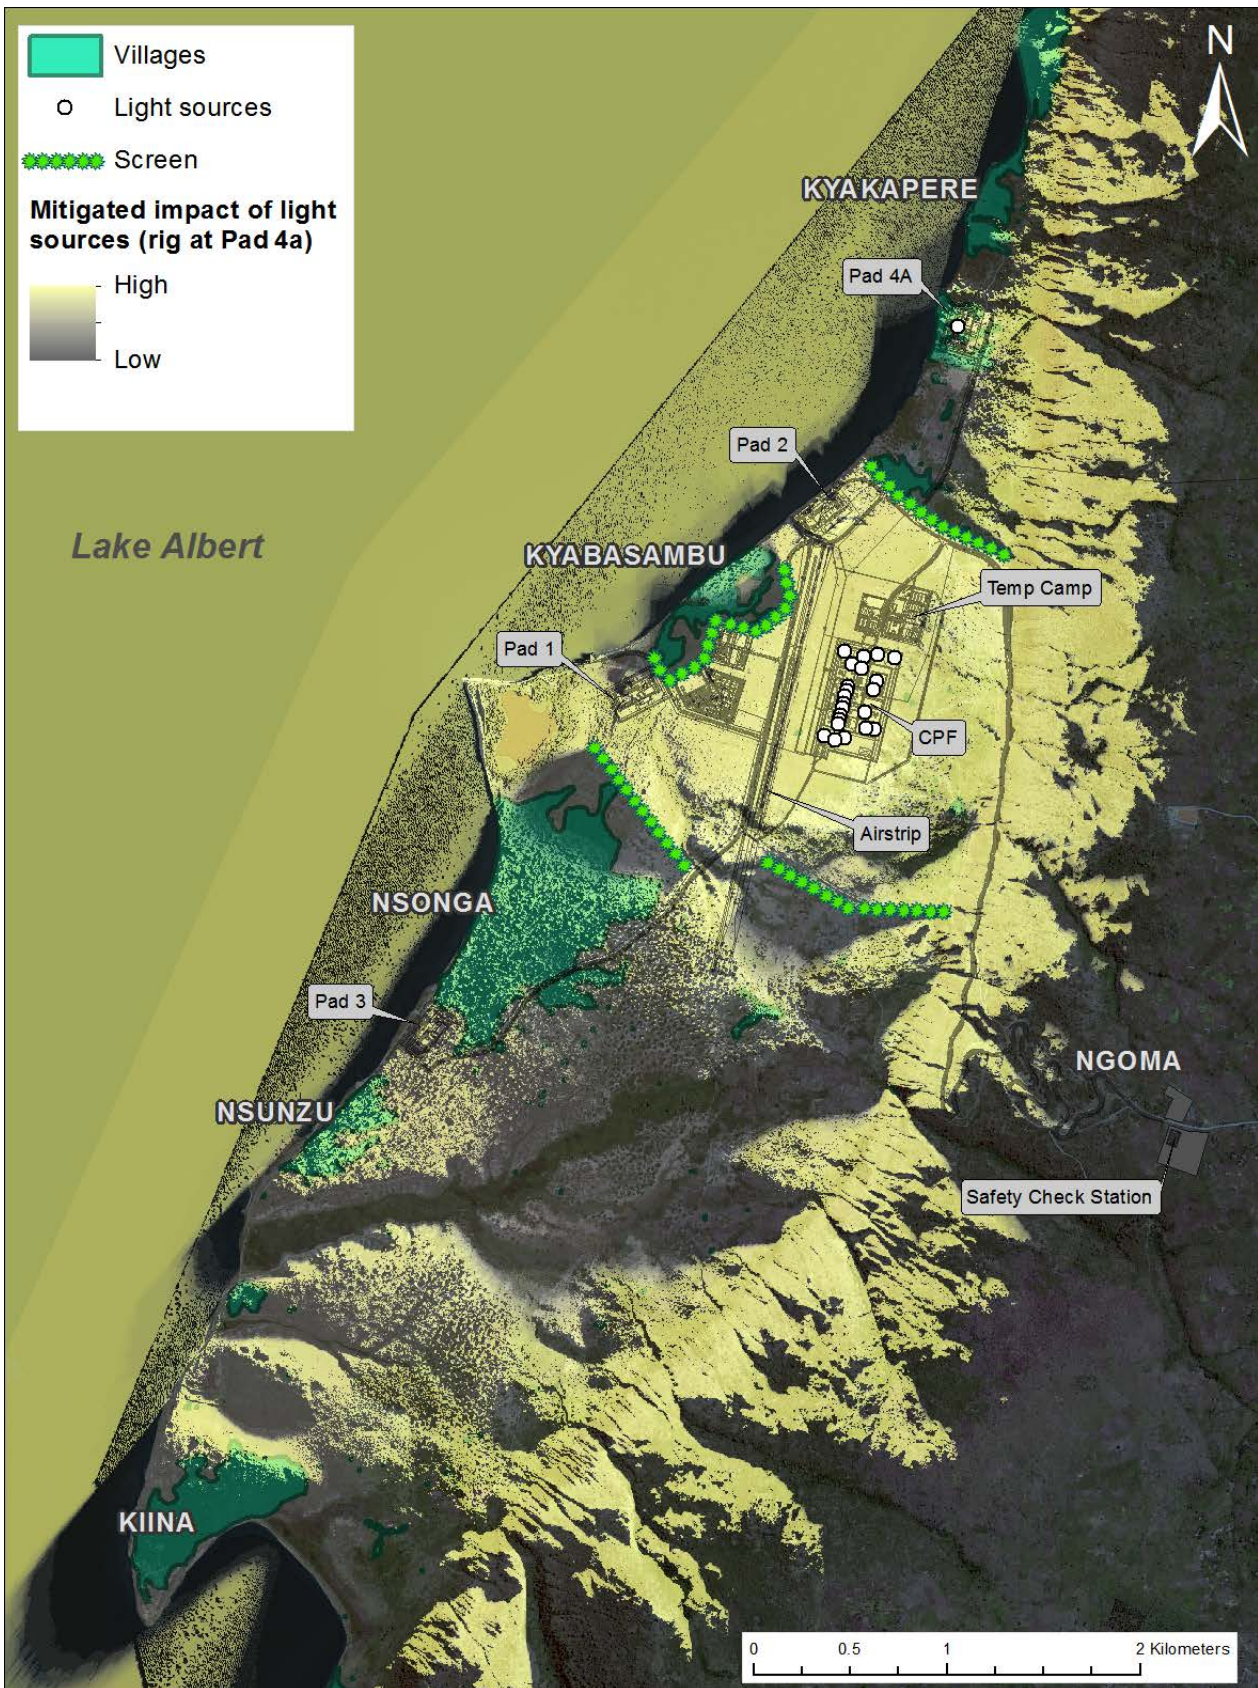 Villages
Light sources
Screen
Mitigated impact of light
sources (rig at Pad 4a)
High
Low
N
KYAKAPERE
Pad 4A
Pad 2
Lake Albert
KYABASAMBU
Temp Camp
Pad 1
CPF
Airstrip
NSONGA
Pad 3
NGOMA
NSUNZU
Safety Check Station
KIINA
0 0.5 1 2 Kilometers